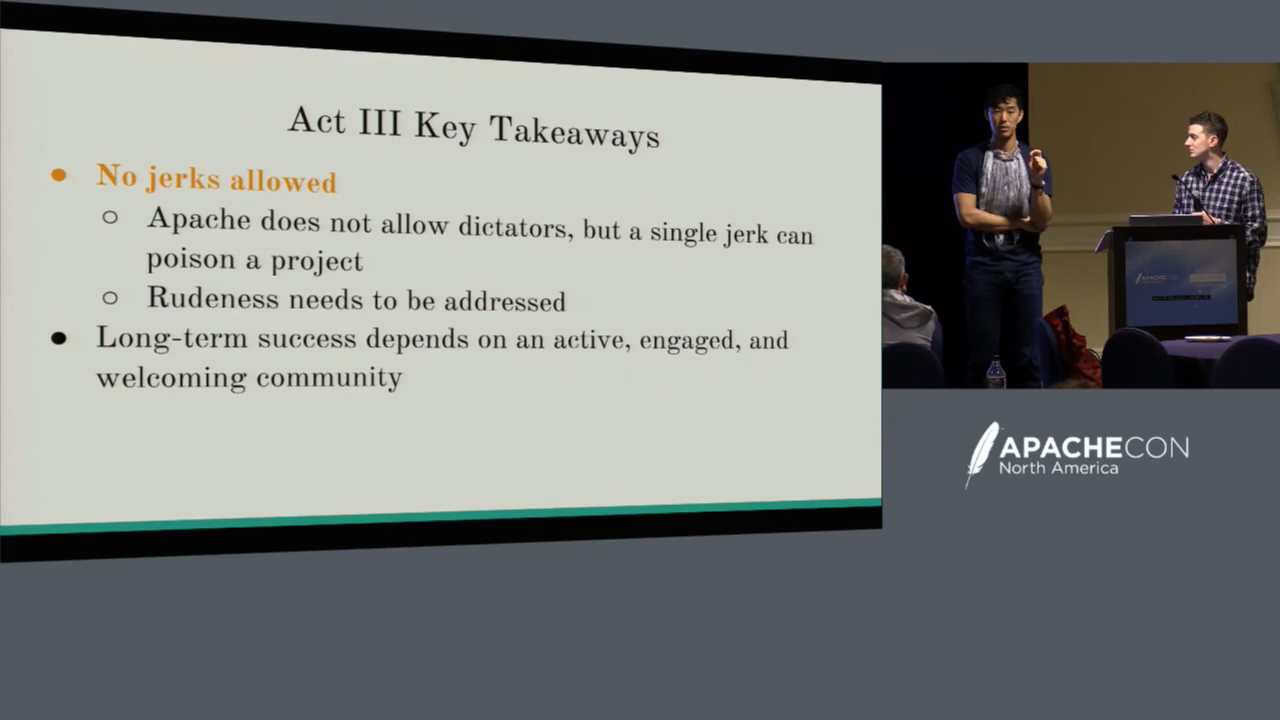 Act III Key Takeaways
No jerks allowed
Apache does not allow dictators, but a single jerk can
poison a project
Rudeness needs to be addressed
Long-term success depends on an active, engaged, and
welcoming community
APACHECON
North America